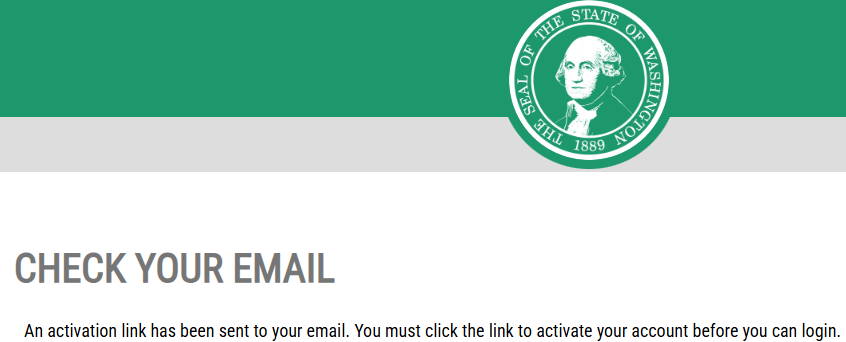 THE SEAL OF THE STATE OF WASHINGTON
1889
CHECK YOUR EMAIL
An activation link has been sent to your email. You must click the link to activate your account before you can login.